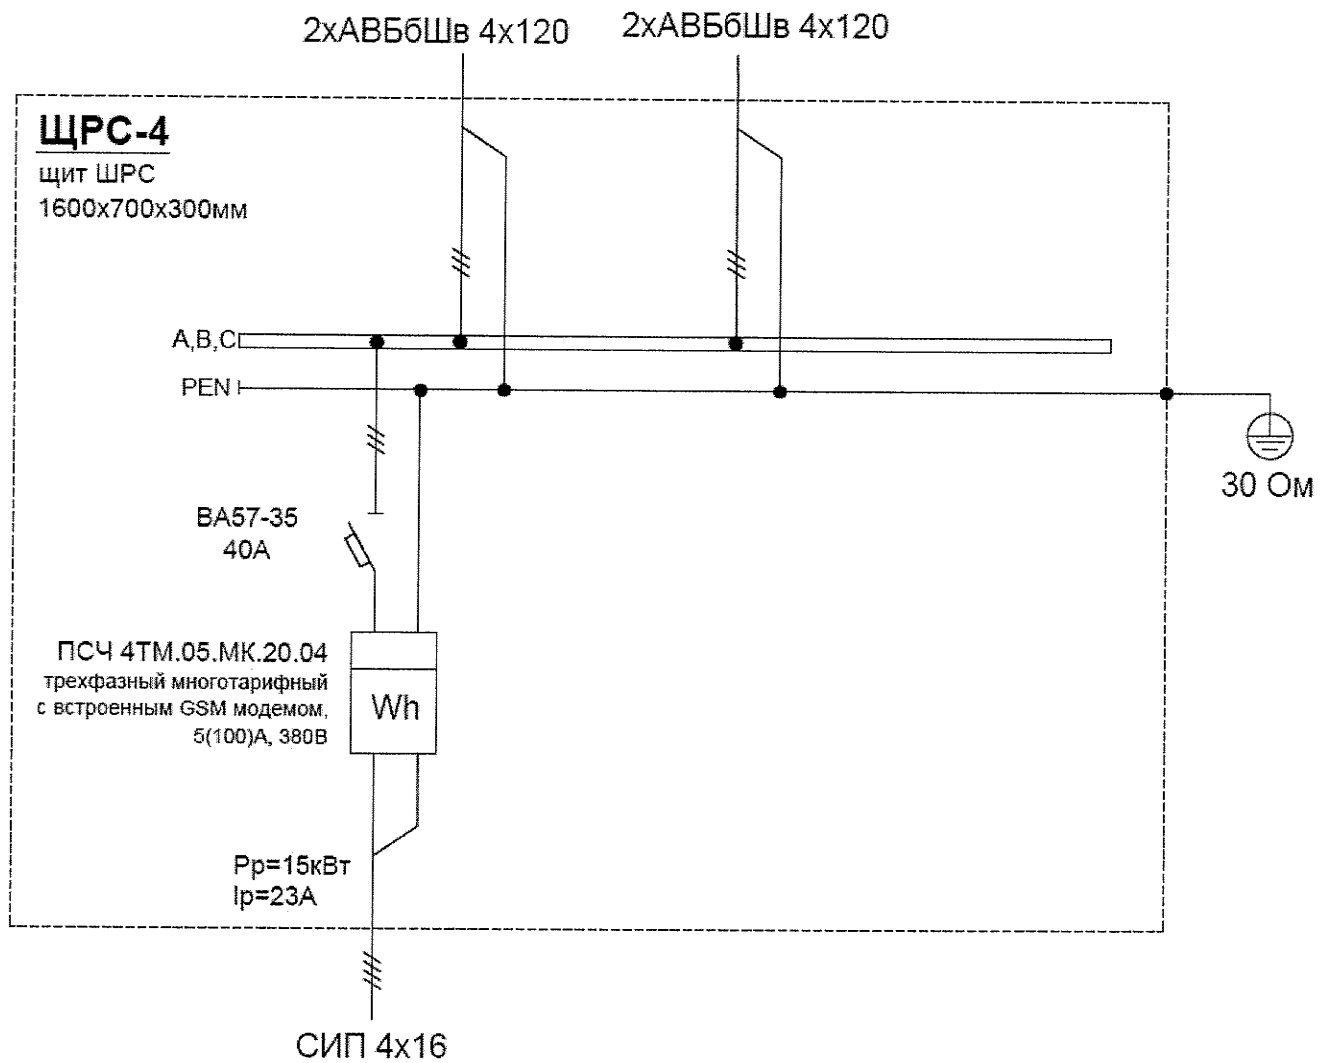 2хАВБбШв 4х120
2хАВБбШв 4х120
ЩРС-4
щит ШРС
1600х700х300мм
А,В,С
PEN
30 Ом
ВА57-35
40А
ПСЧ 4ТМ.05.МК.20.04
трехфазный многотарифный
с встроенным GSM модемом,
5(100)А, 380В
Wh
Рр=15кВт
Iр=23А
СИП 4х16